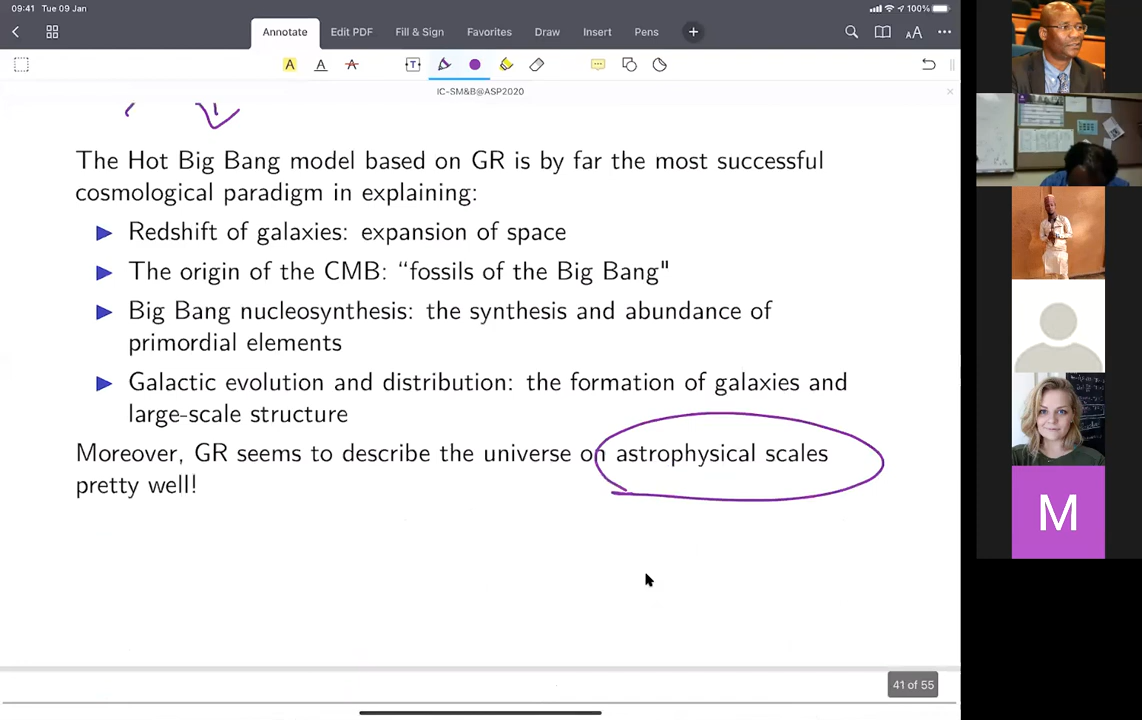 09:41 Tue 09 Jan
100%
Annotate Edit PDF Fill & Sign Favorites Draw Insert Pens
IC-SM&B@ASP2020
The Hot Big Bang model based on GR is by far the most successful
cosmological paradigm in explaining:
Redshift of galaxies: expansion of space
The origin of the CMB: “fossils of the Big Bang"
Big Bang nucleosynthesis: the synthesis and abundance of
primordial elements
Galactic evolution and distribution: the formation of galaxies and
large-scale structure
Moreover, GR seems to describe the universe on astrophysical scales
pretty well!
41 of 55
M